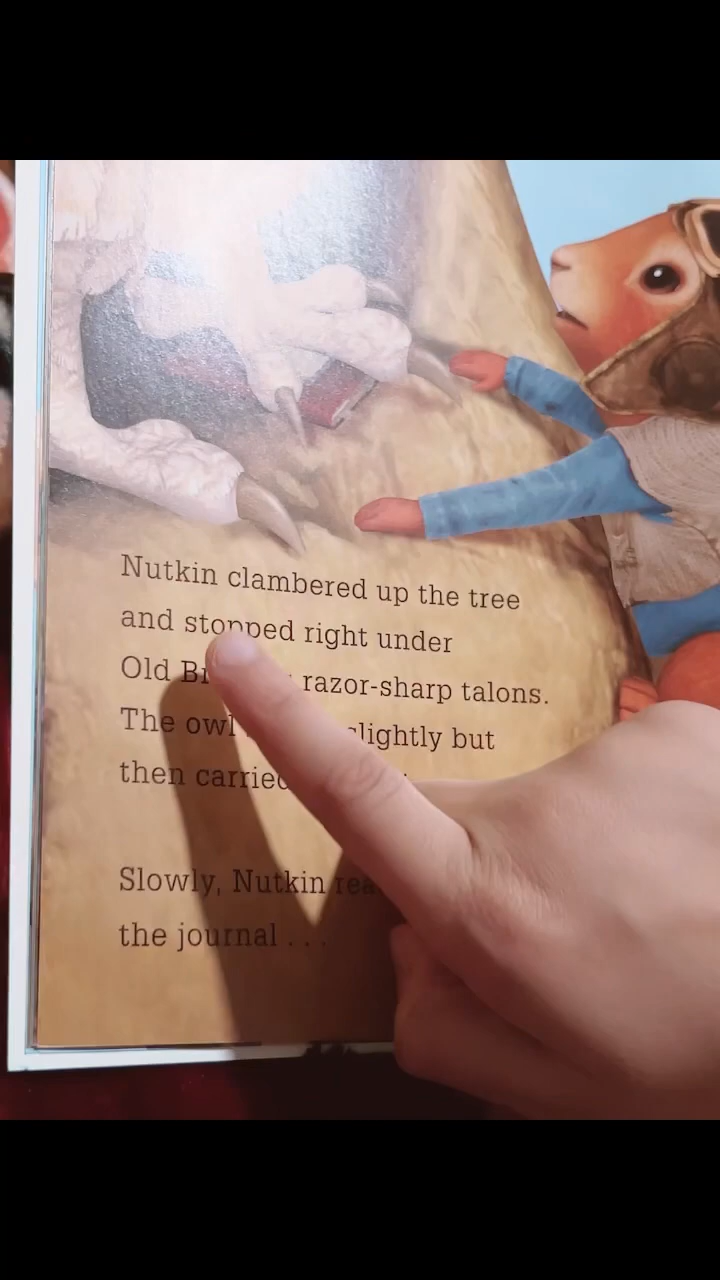 Nutkin clambered up the tree
and stopped right under
Old razor-sharp talons.
The owl slightly but
then carried
Slowly, Nutkin
the journal . . .